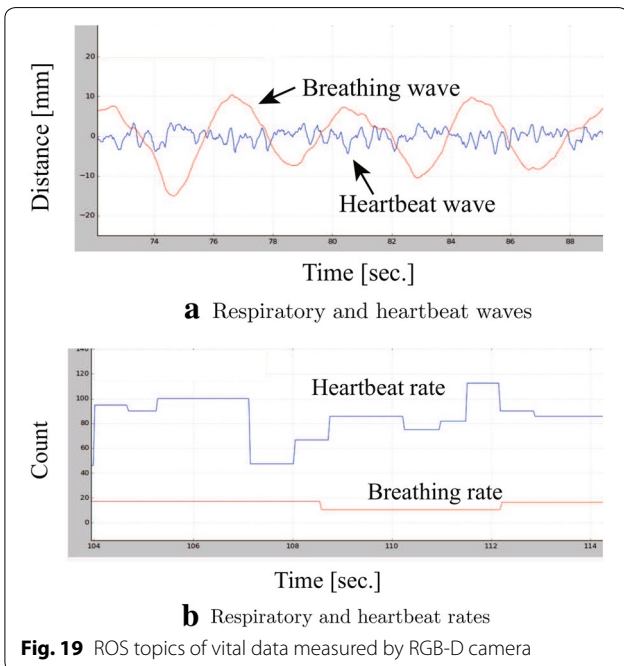 20
10
0
−10
−20
Distance [mm]
Breathing wave
Heartbeat wave
74 76 78 80 82 84 86 88
Time [sec.]
a Respiratory and heartbeat waves
140
120
100
80
60
40
20
0
Count
Heartbeat rate
Breathing rate
104 106 108 110 112 114
Time [sec.]
b Respiratory and heartbeat rates
Fig. 19 ROS topics of vital data measured by RGB-D camera